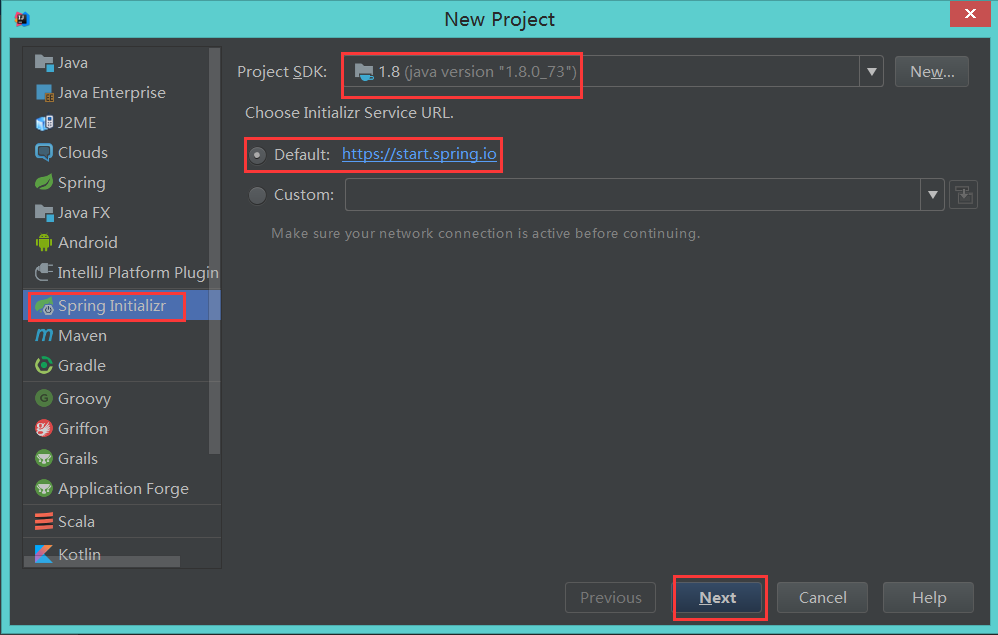 New Project
Java
Java Enterprise
J2ME
Clouds
Spring
Java FX
Android
IntelliJ Platform Plugin
Spring Initializr
Maven
Gradle
Groovy
Griffon
Grails
Application Forge
Scala
Kotlin
Project SDK: 1.8 (java version "1.8.0_73") New...
Choose Initializr Service URL.
Default: https://start.spring.io
Custom:
Make sure your network connection is active before continuing.
Previous Next Cancel Help